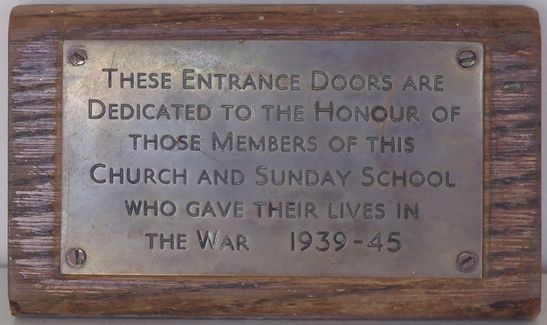 These Entrance Doors are
Dedicated to the Honour of
those Members of this
Church and Sunday School
who gave their lives in
the War 1939-45